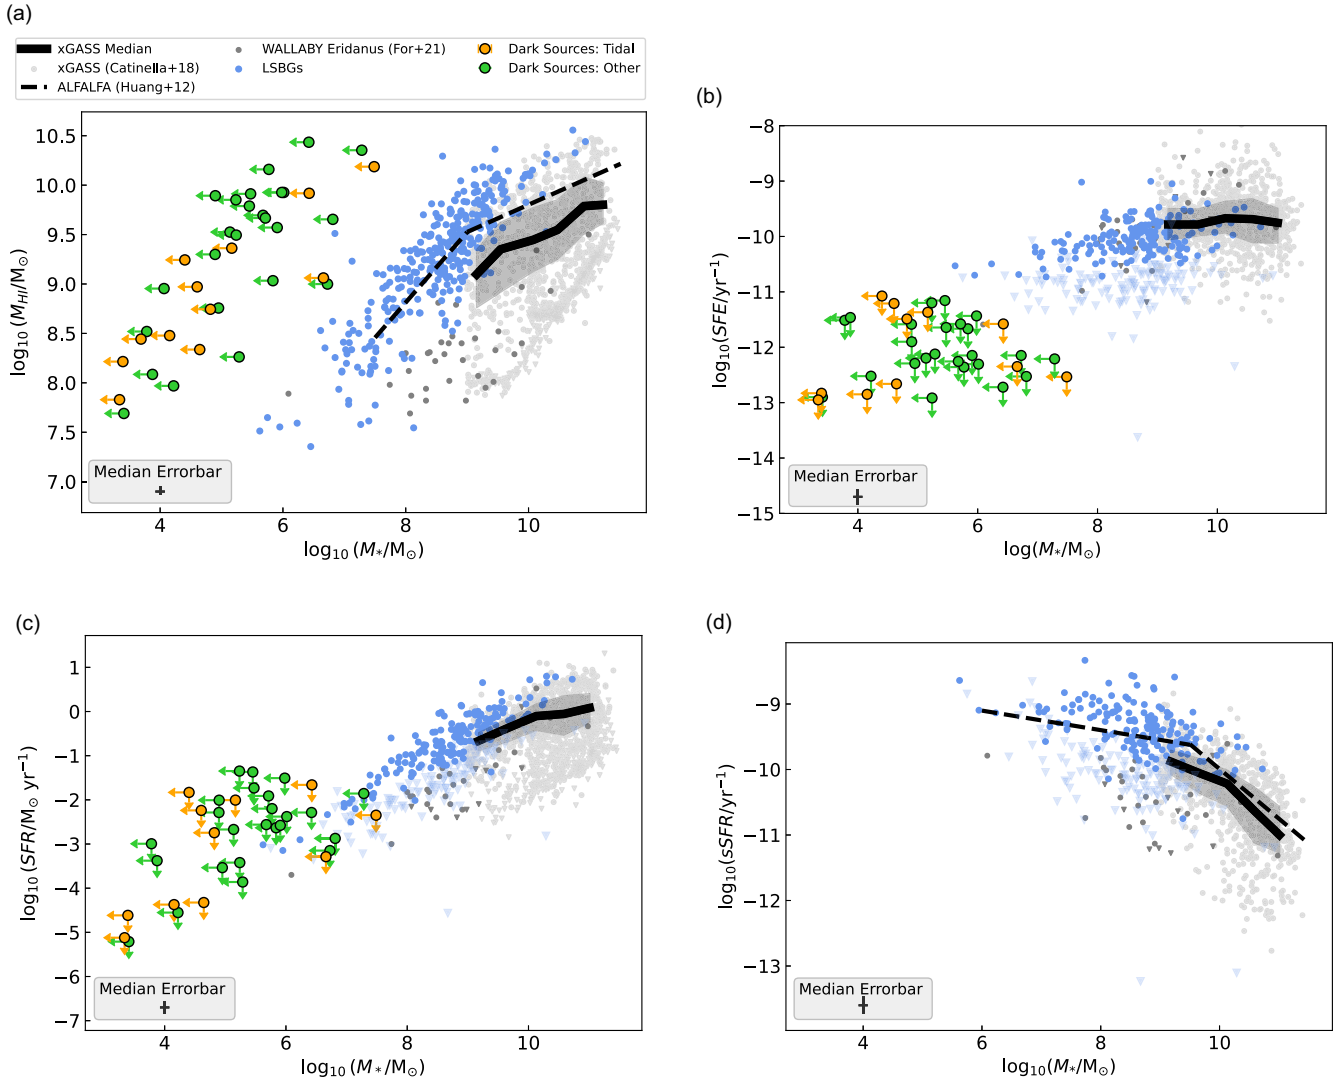 (a)
xGASS Median
WALLABY Eridanus (For+21)
Dark Sources: Tidal
xGASS (Catinella+18)
LSBGs
Dark Sources: Other
ALFALFA (Huang+12)
10.5
10.0
9.5
9.0
8.5
8.0
7.5
7.0
log₁₀ (M_HI/M☉)
Median Errorbar
4 6 8 10
log₁₀ (M*/M☉)
(b)
−8
−9
−10
−11
−12
−13
−14
−15
log₁₀(SFE/yr⁻¹)
Median Errorbar
4 6 8 10
log(M*/M☉)
(c)
1
0
−1
−2
−3
−4
−5
−6
−7
log₁₀ (SFR/M☉ yr⁻¹)
Median Errorbar
4 6 8 10
log₁₀ (M*/M☉)
(d)
−9
−10
−11
−12
−13
log₁₀(sSFR/yr⁻¹)
Median Errorbar
4 6 8 10
log₁₀(M*/M☉)